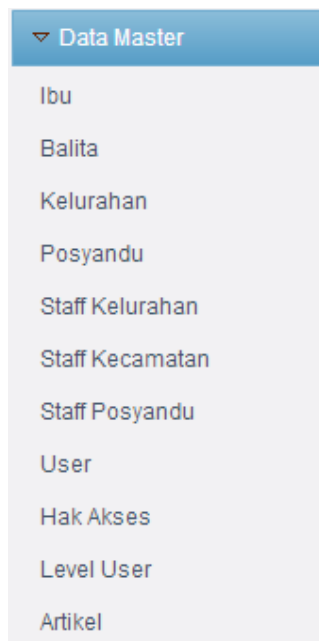 Data Master
Ibu
Balita
Kelurahan
Posyandu
Staff Kelurahan
Staff Kecamatan
Staff Posyandu
User
Hak Akses
Level User
Artikel